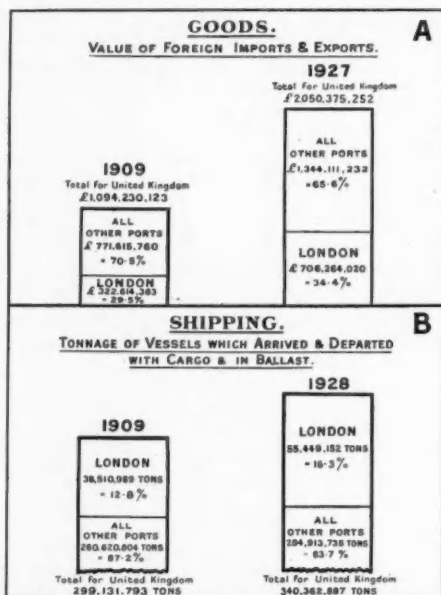 GOODS.
A
VALUE OF FOREIGN IMPORTS & EXPORTS.
1927
Total for United Kingdom
£2,050,375,252
ALL
OTHER PORTS
£1,344,111,232
=65·6%
LONDON
£706,264,020
=34·4%
1909
Total for United Kingdom
£1,094,230,123
ALL
OTHER PORTS
£771,615,760
= 70·5%
LONDON
£322,614,363
= 29·5%
SHIPPING.
B
TONNAGE OF VESSELS WHICH ARRIVED & DEPARTED
WITH CARGO & IN BALLAST.
1909
LONDON
38,510,989 TONS
= 12·8%
ALL
OTHER PORTS
260,620,804 TONS
= 87·2%
Total for United Kingdom
299,131,793 TONS
1928
LONDON
55,449,152 TONS
= 16·3%
ALL
OTHER PORTS
284,913,735 TONS
= 83·7%
Total for United Kingdom
340,362,887 TONS